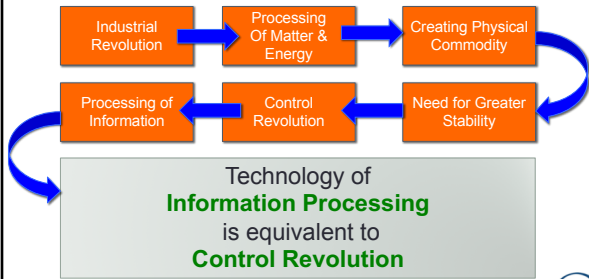 Industrial
Revolution
Processing
Of Matter &
Energy
Creating Physical
Commodity
Need for Greater
Stability
Control
Revolution
Processing of
Information
Technology of
Information Processing
is equivalent to
Control Revolution